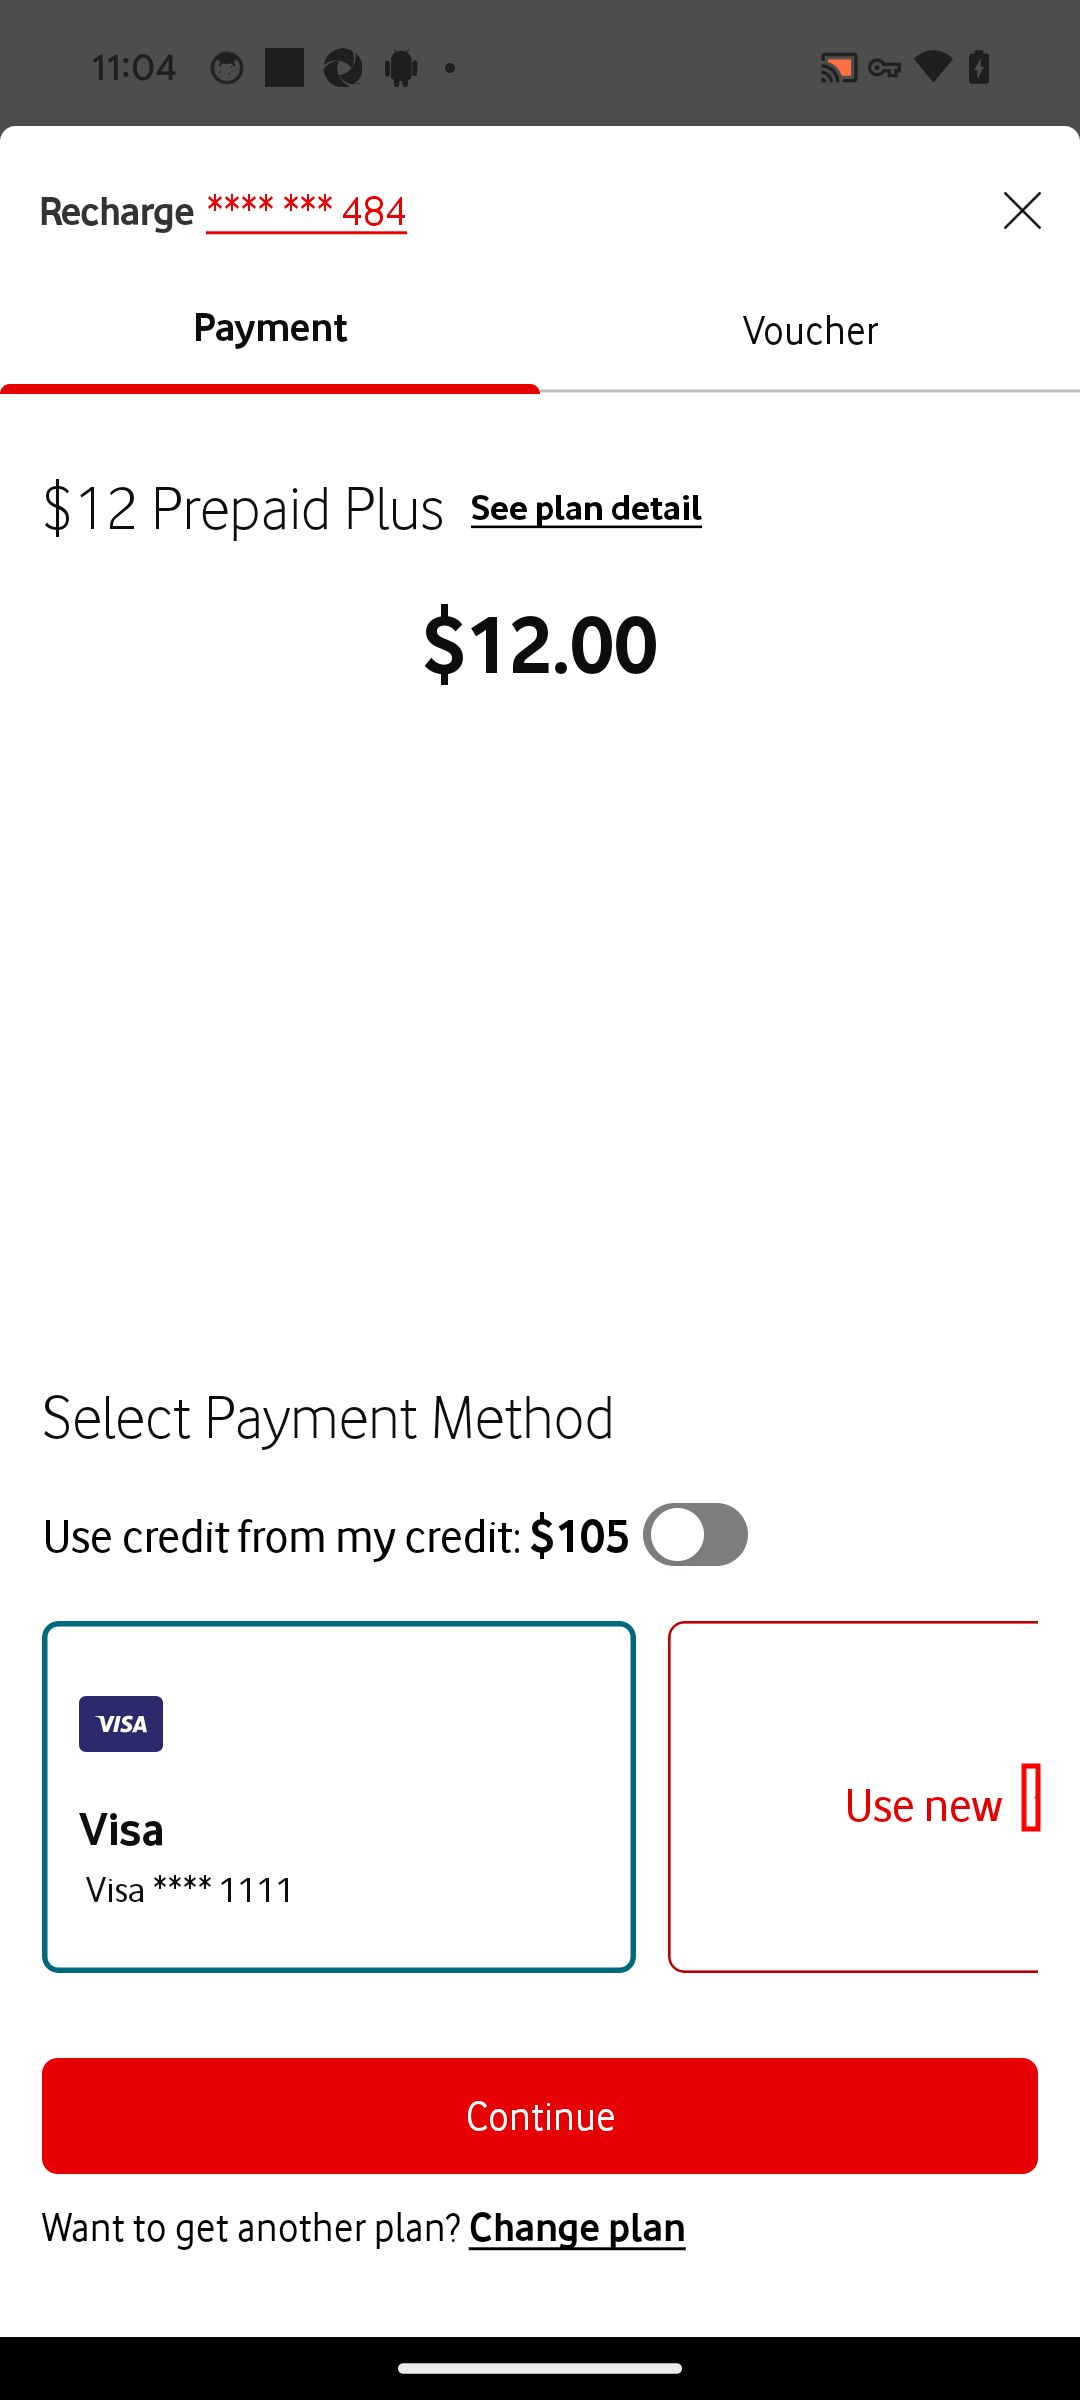 11:04
Recharge **** *** 484
Payment
Voucher
$12 Prepaid Plus See plan detail
$12.00
Select Payment Method
Use credit from my credit: $105
VISA
Visa
Visa **** 1111
Use new
Continue
Want to get another plan? Change plan